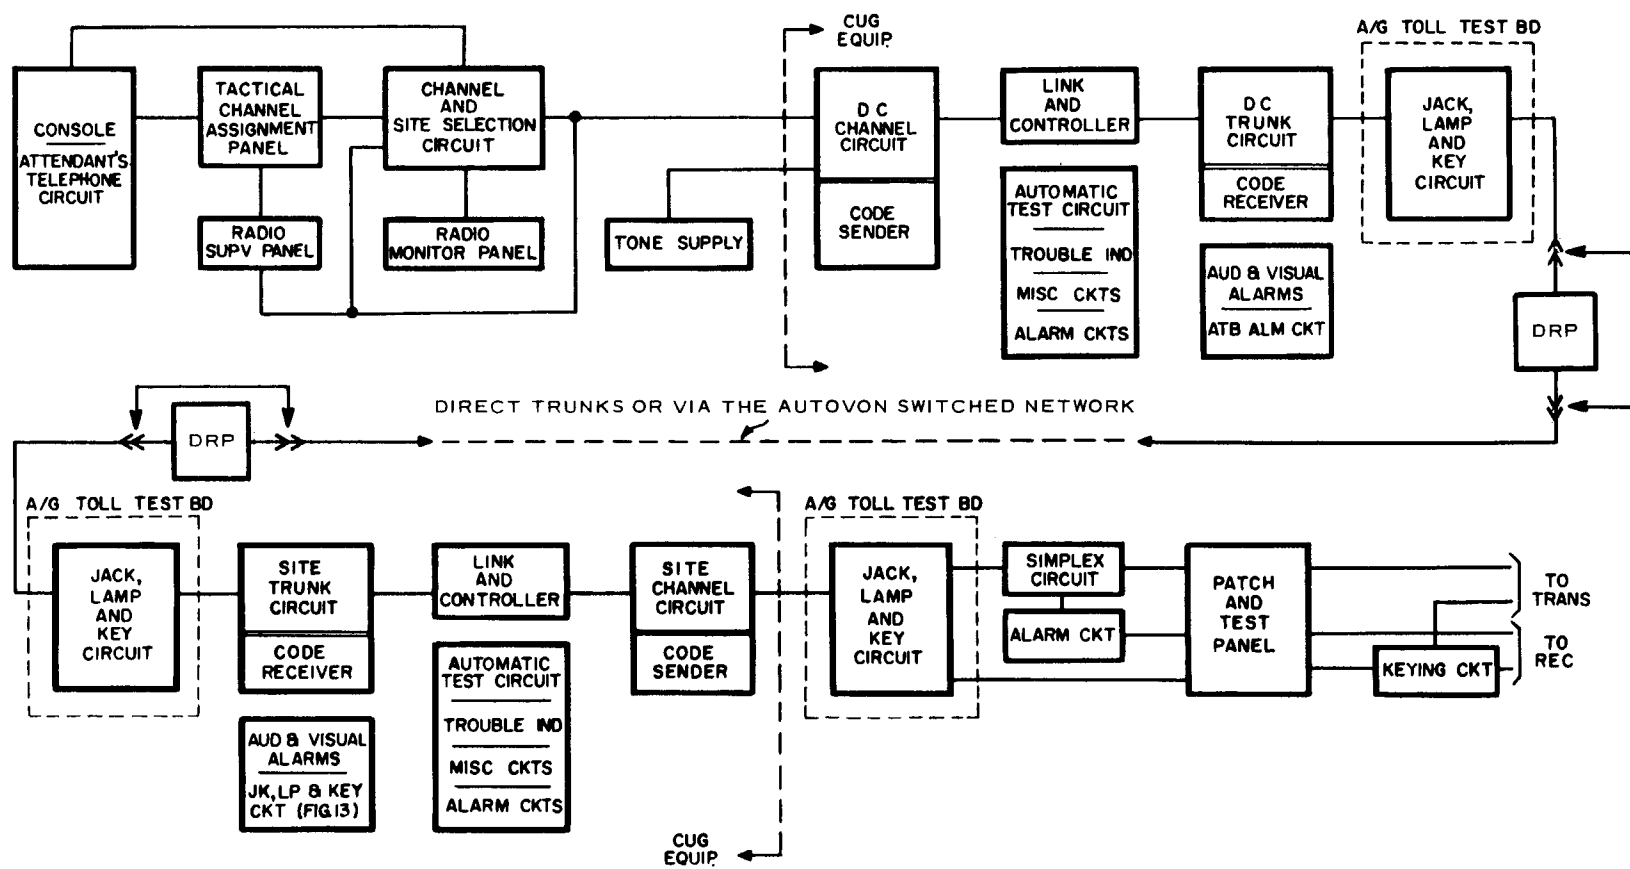 CUG
EQUIP.
A/G TOLL TEST BD
CONSOLE
ATTENDANT'S
TELEPHONE
CIRCUIT
TACTICAL
CHANNEL
ASSIGNMENT
PANEL
CHANNEL
AND
SITE SELECTION
CIRCUIT
RADIO
SUPV PANEL
RADIO
MONITOR PANEL
TONE SUPPLY
DC
CHANNEL
CIRCUIT
CODE
SENDER
LINK
AND
CONTROLLER
AUTOMATIC
TEST CIRCUIT
TROUBLE IND
MISC CKTS
ALARM CKTS
DC
TRUNK
CIRCUIT
CODE
RECEIVER
AUD & VISUAL
ALARMS
ATB ALM CKT
JACK,
LAMP
AND
KEY
CIRCUIT
DRP
DIRECT TRUNKS OR VIA THE AUTOVON SWITCHED NETWORK
DRP
A/G TOLL TEST BD
JACK,
LAMP
AND
KEY
CIRCUIT
SITE
TRUNK
CIRCUIT
CODE
RECEIVER
AUD & VISUAL
ALARMS
JK, LP & KEY
CKT (FIG.13)
LINK
AND
CONTROLLER
AUTOMATIC
TEST CIRCUIT
TROUBLE IND
MISC CKTS
ALARM CKTS
SITE
CHANNEL
CIRCUIT
CODE
SENDER
CUG
EQUIP.
A/G TOLL TEST BD
JACK,
LAMP
AND
KEY
CIRCUIT
SIMPLEX
CIRCUIT
ALARM CKT
PATCH
AND
TEST
PANEL
KEYING CKT
TO
TRANS
TO
REC